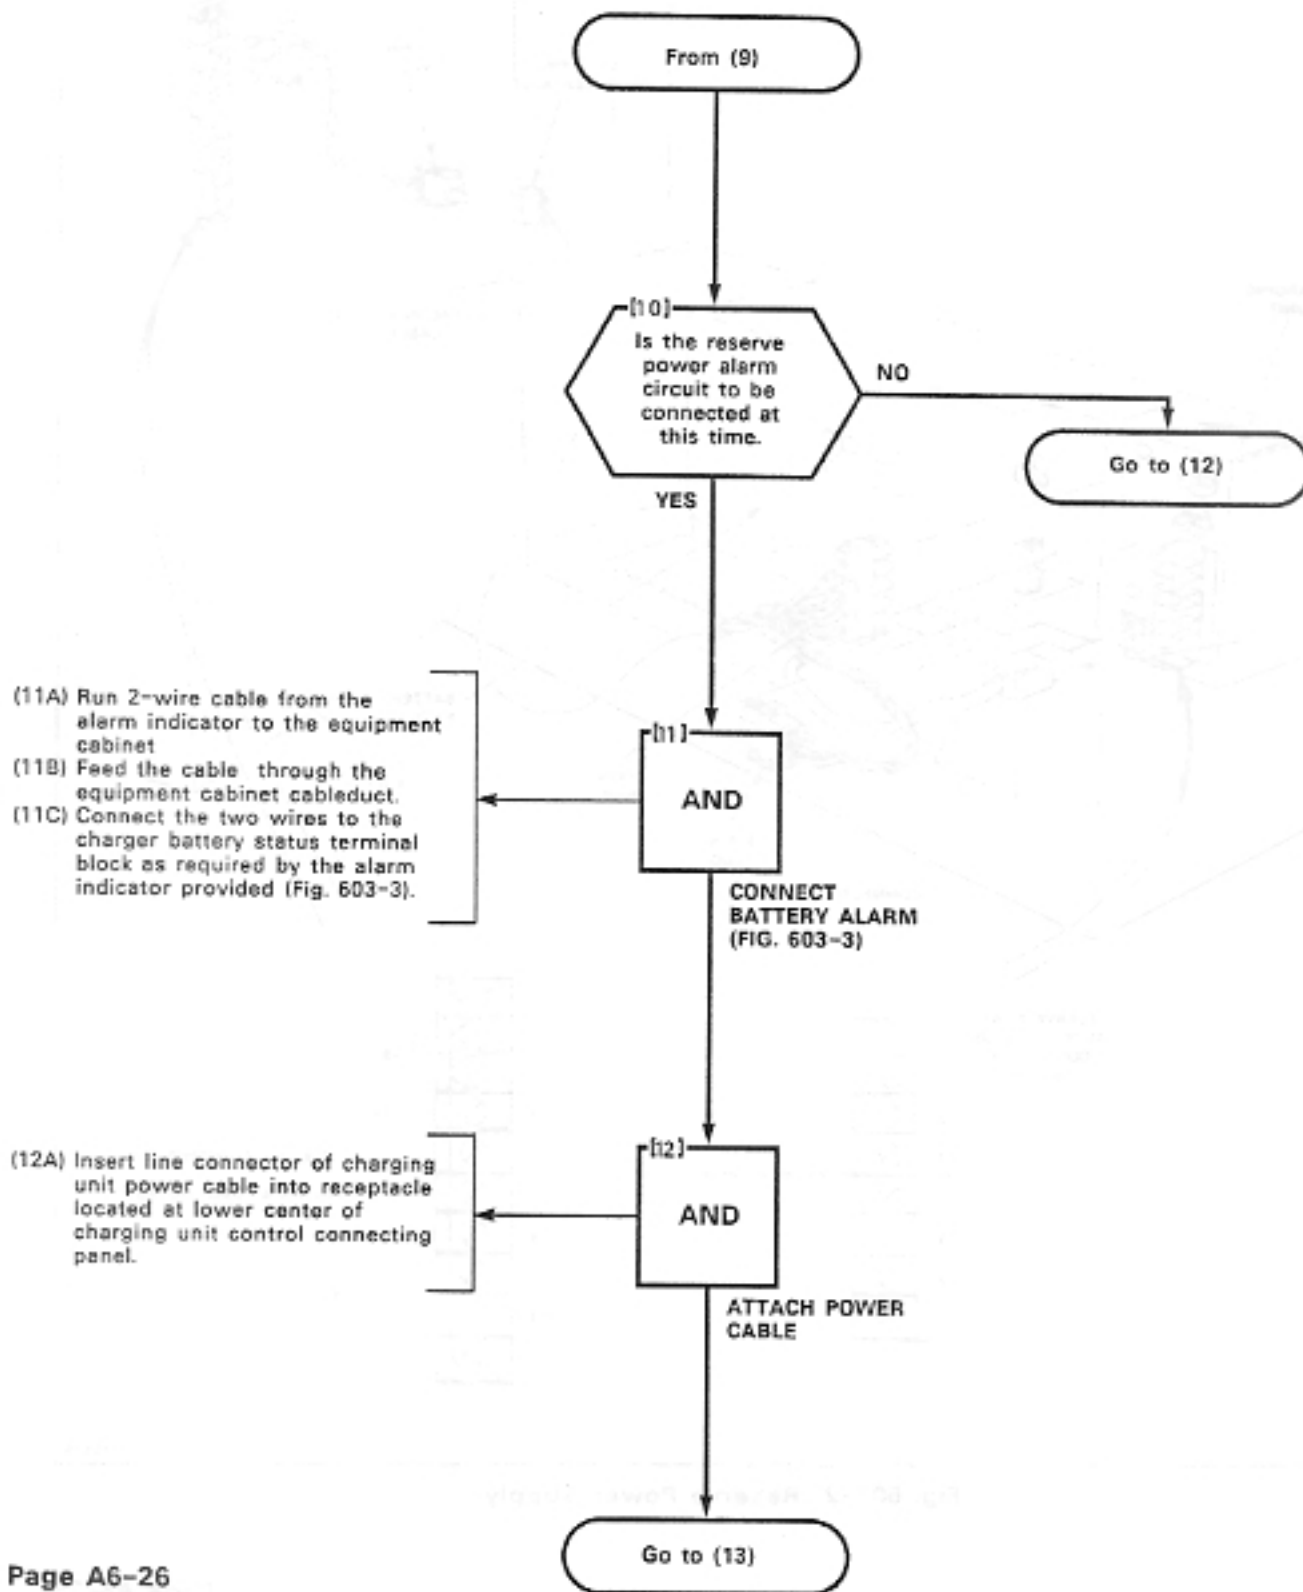 From (9)
[10]
Is the reserve
power alarm
circuit to be
connected at
this time.
NO
Go to (12)
YES
(11A) Run 2-wire cable from the
alarm indicator to the equipment
cabinet
(11B) Feed the cable through the
equipment cabinet cableduct.
(11C) Connect the two wires to the
charger battery status terminal
block as required by the alarm
indicator provided (Fig. 603-3).
[11]
AND
CONNECT
BATTERY ALARM
(FIG. 603-3)
(12A) Insert line connector of charging
unit power cable into receptacle
located at lower center of
charging unit control connecting
panel.
[12]
AND
ATTACH POWER
CABLE
Go to (13)
Page A6-26